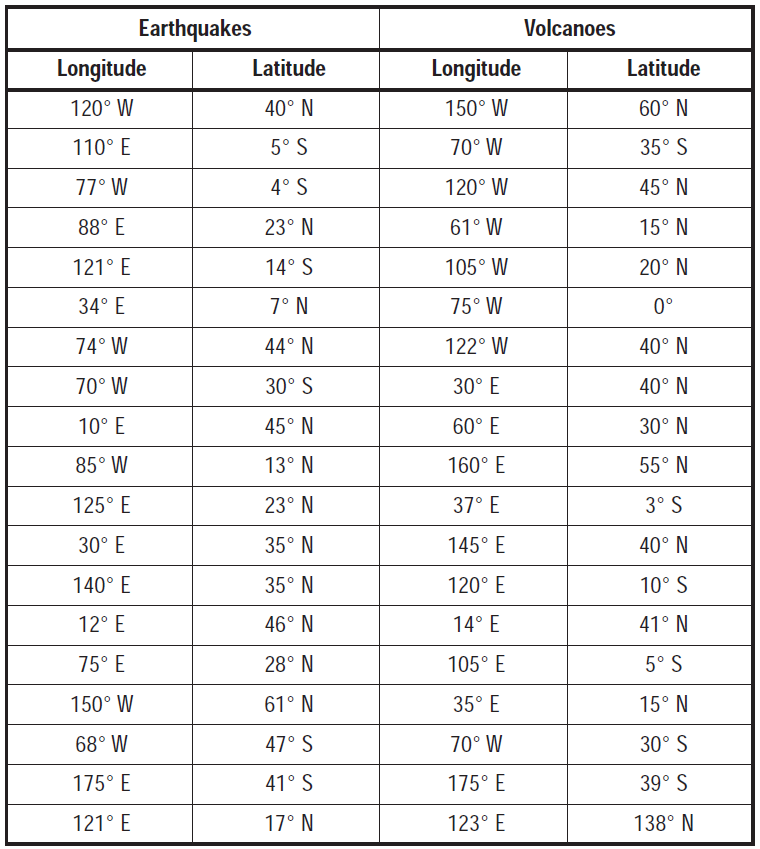 Earthquakes Volcanoes
Longitude Latitude Longitude Latitude
120° W 40° N 150° W 60° N
110° E 5° S 70° W 35° S
77° W 4° S 120° W 45° N
88° E 23° N 61° W 15° N
121° E 14° S 105° W 20° N
34° E 7° N 75° W 0°
74° W 44° N 122° W 40° N
70° W 30° S 30° E 40° N
10° E 45° N 60° E 30° N
85° W 13° N 160° E 55° N
125° E 23° N 37° E 3° S
30° E 35° N 145° E 40° N
140° E 35° N 120° E 10° S
12° E 46° N 14° E 41° N
75° E 28° N 105° E 5° S
150° W 61° N 35° E 15° N
68° W 47° S 70° W 30° S
175° E 41° S 175° E 39° S
121° E 17° N 123° E 138° N